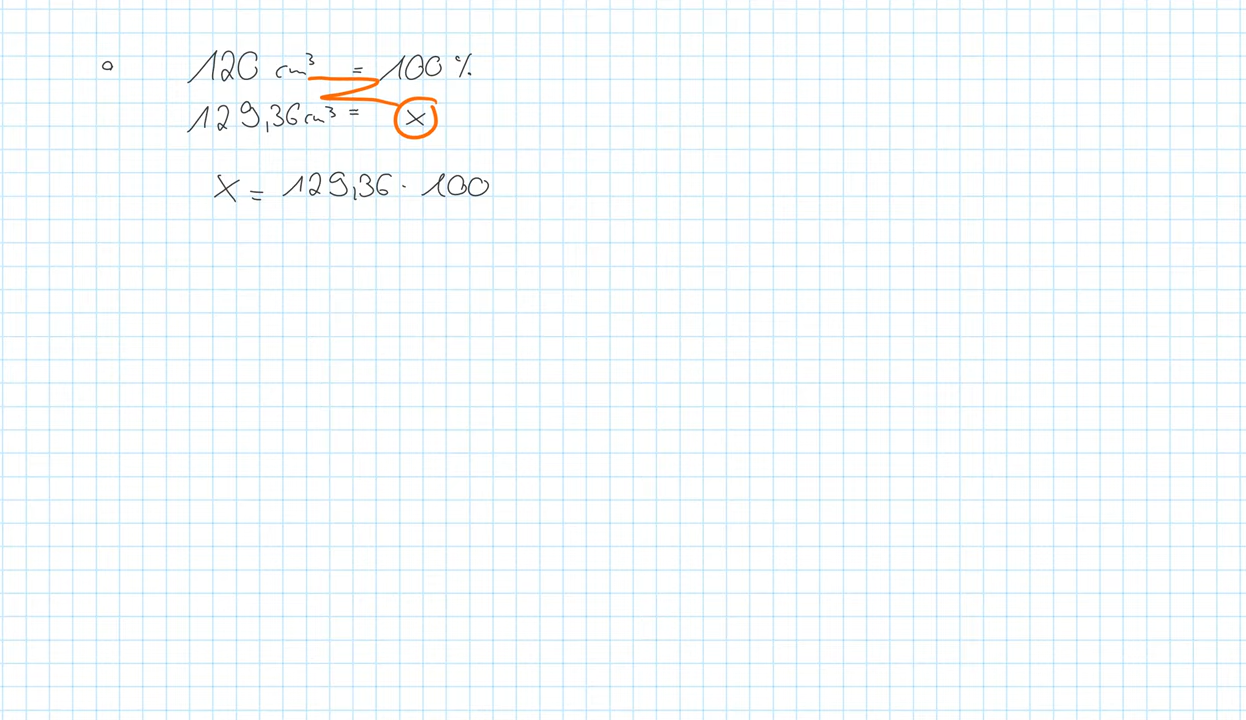 120 cm³ = 100 %
129,36 cm³ = x
x = 129,36 · 100